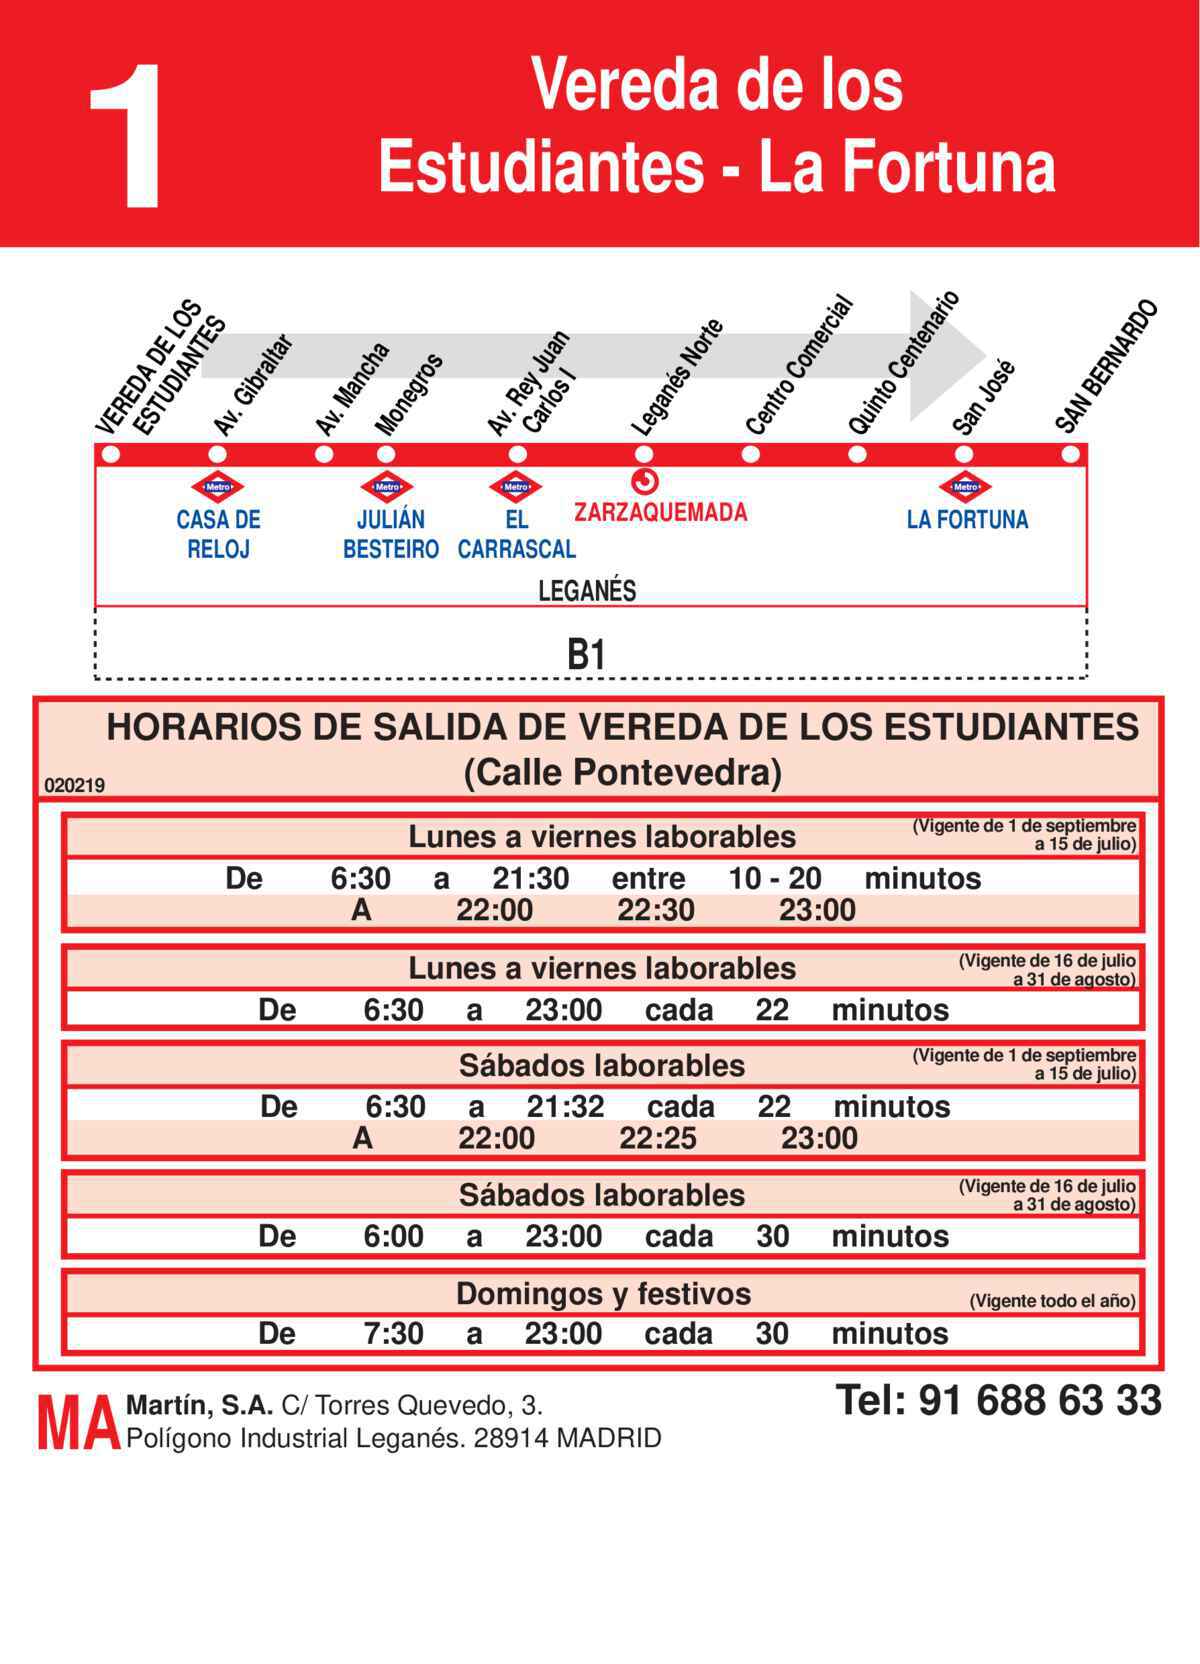 1
Vereda de los
Estudiantes - La Fortuna
VEREDA DE LOS
ESTUDIANTES
Av. Gibraltar
Av. Mancha
Monegros
Av. Rey Juan
Carlos I
Leganés Norte
Centro Comercial
Quinto Centenario
San José
SAN BERNARDO
Metro
CASA DE
RELOJ
Metro
JULIÁN
BESTEIRO
Metro
EL
CARRASCAL
ZARZAQUEMADA
Metro
LA FORTUNA
LEGANÉS
B1
HORARIOS DE SALIDA DE VEREDA DE LOS ESTUDIANTES
(Calle Pontevedra)
020219
Lunes a viernes laborables
(Vigente de 1 de septiembre
a 15 de julio)
De 6:30 a 21:30 entre 10 - 20 minutos
A 22:00 22:30 23:00
Lunes a viernes laborables
(Vigente de 16 de julio
a 31 de agosto)
De 6:30 a 23:00 cada 22 minutos
Sábados laborables
(Vigente de 1 de septiembre
a 15 de julio)
De 6:30 a 21:32 cada 22 minutos
A 22:00 22:25 23:00
Sábados laborables
(Vigente de 16 de julio
a 31 de agosto)
De 6:00 a 23:00 cada 30 minutos
Domingos y festivos
(Vigente todo el año)
De 7:30 a 23:00 cada 30 minutos
MA
Martín, S.A. C/ Torres Quevedo, 3.
Polígono Industrial Leganés. 28914 MADRID
Tel: 91 688 63 33